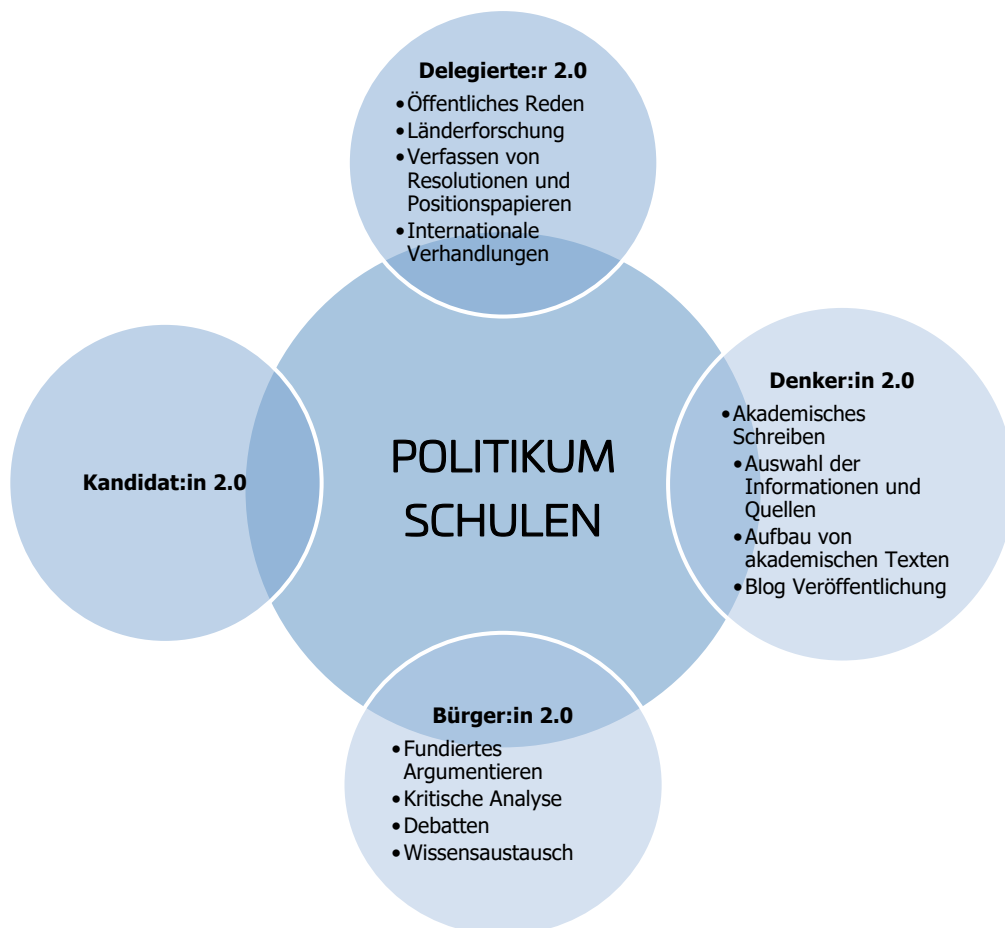 Delegierte:r 2.0
•Öffentliches Reden
•Länderforschung
•Verfassen von
Resolutionen und
Positionspapieren
•Internationale
Verhandlungen
Denker:in 2.0
•Akademisches
Schreiben
•Auswahl der
Informationen und
Quellen
•Aufbau von
akademischen Texten
•Blog Veröffentlichung
Kandidat:in 2.0
POLITIKUM
SCHULEN
Bürger:in 2.0
•Fundiertes
Argumentieren
•Kritische Analyse
•Debatten
•Wissensaustausch